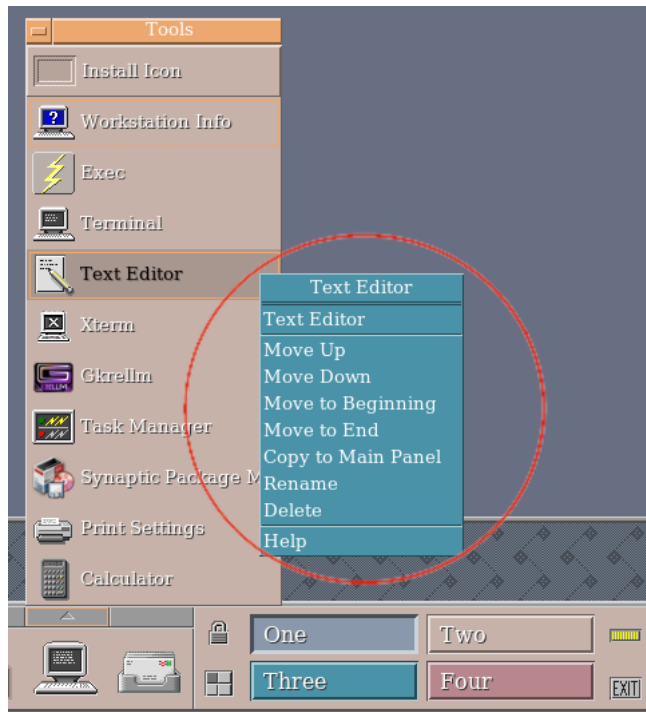 Tools
Install Icon
Workstation Info
Exec
Terminal
Text Editor
Xterm
Gkrellm
Task Manager
Synaptic Package M
Print Settings
Calculator
Text Editor
Text Editor
Move Up
Move Down
Move to Beginning
Move to End
Copy to Main Panel
Rename
Delete
Help
One
Two
Three
Four
EXIT